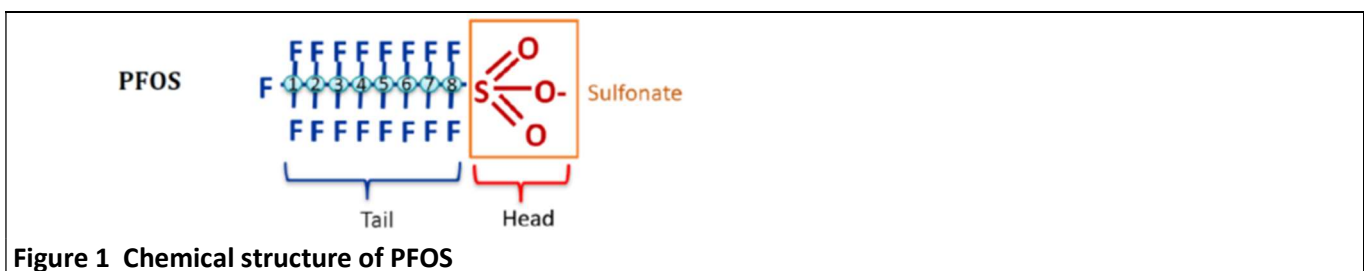 F F F F F F F F
PFOS
F 1 2 3 4 5 6 7 8 S O O- O Sulfonate
F F F F F F F F
Tail Head
Figure 1 Chemical structure of PFOS